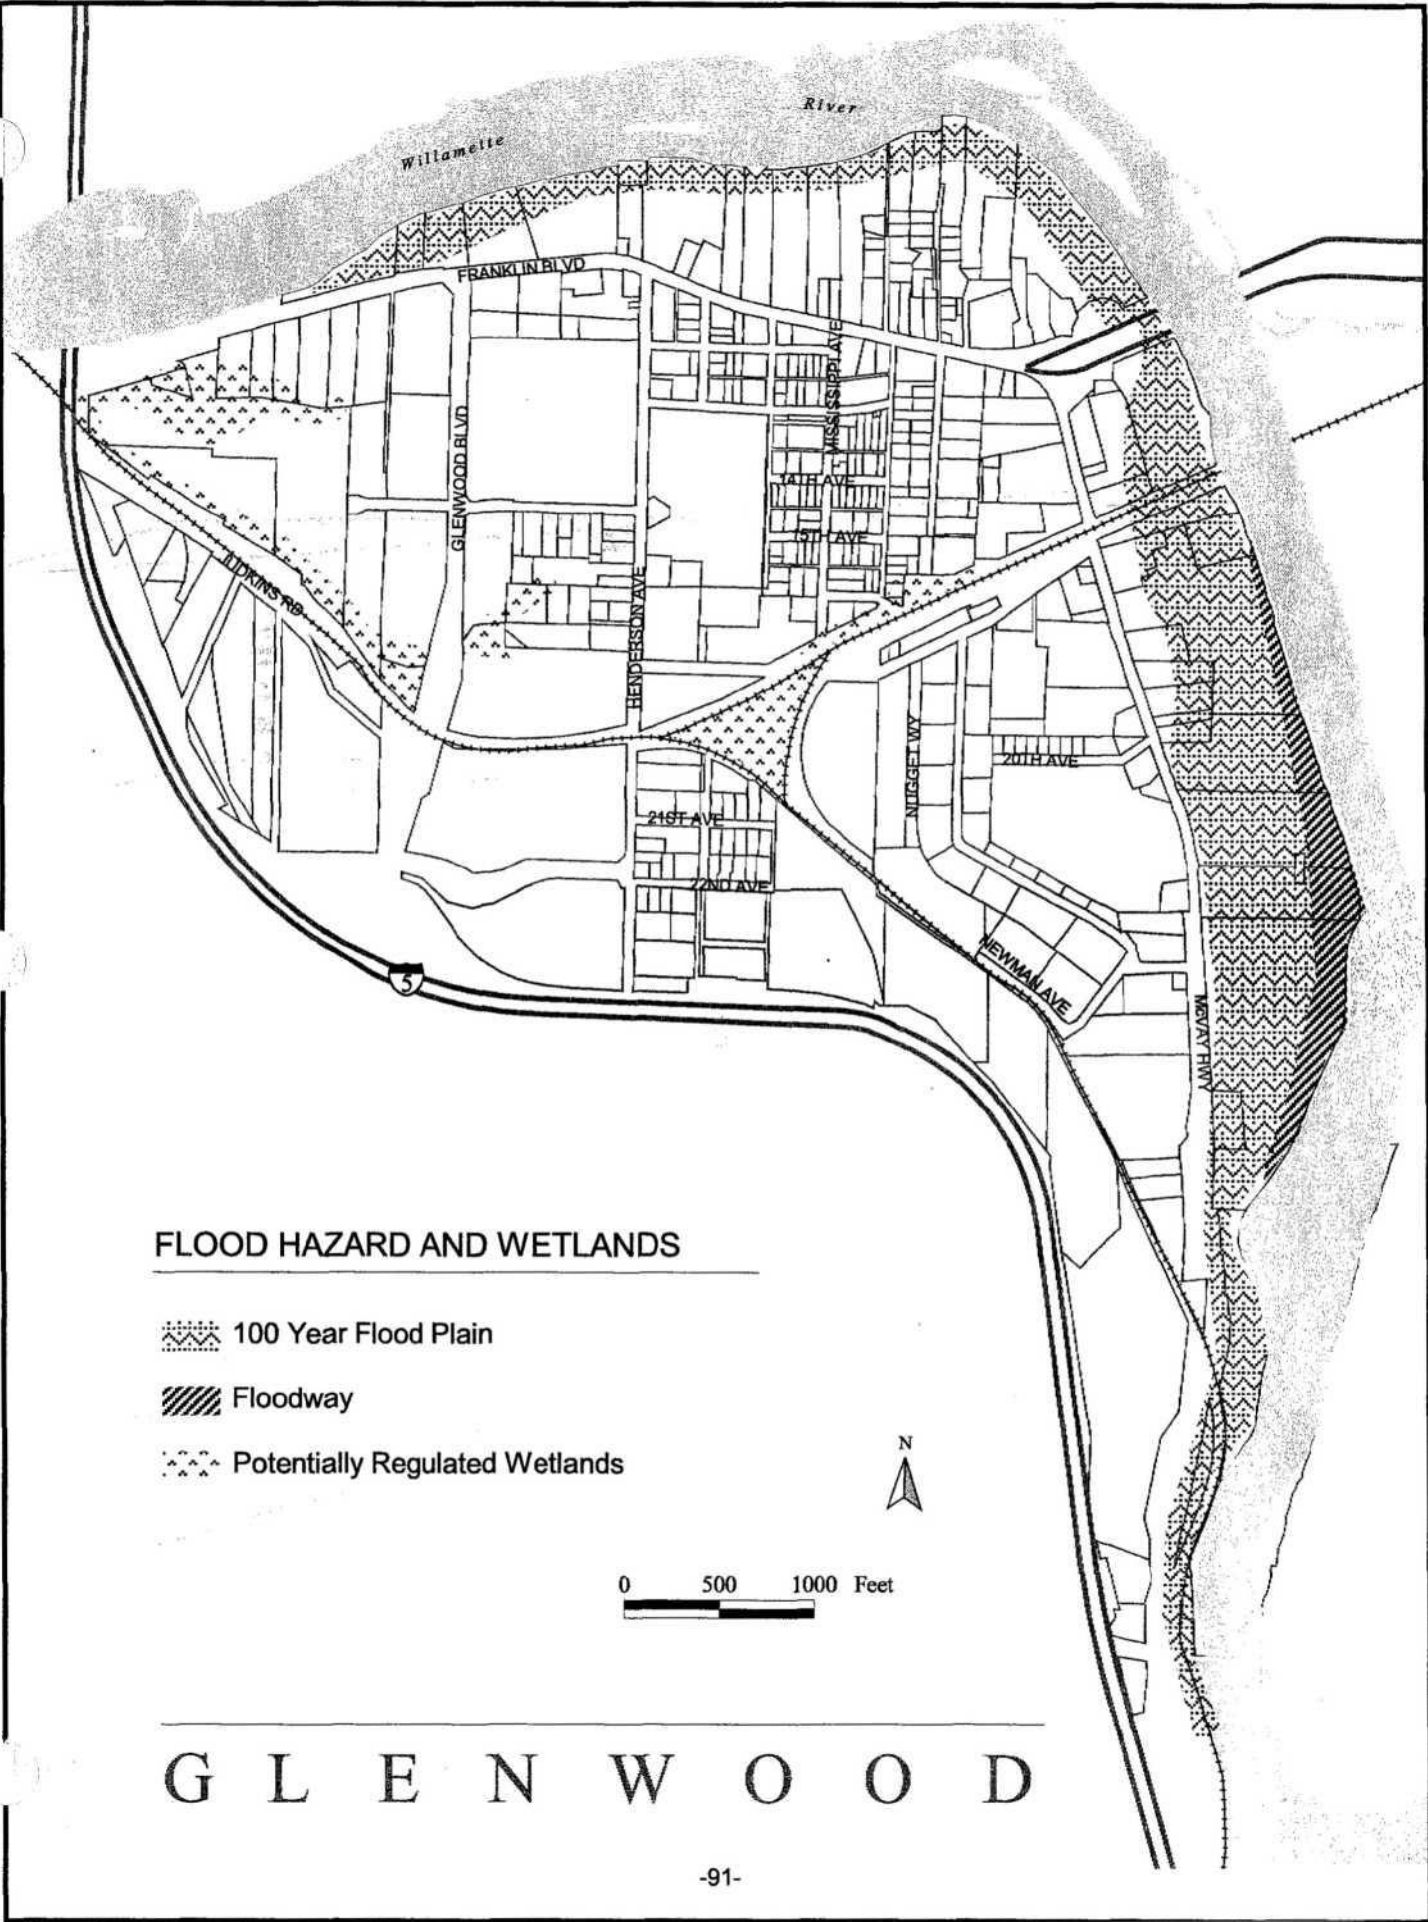 River
Willamette
FRANKLIN BLVD
MISSISSIPPI AVE
GLENWOOD BLVD
14TH AVE
15TH AVE
JUDKINS RD
HENDERSON AVE
NUGGET WY
20TH AVE
21ST AVE
22ND AVE
NEWMAN AVE
5
McVAY HWY
FLOOD HAZARD AND WETLANDS
100 Year Flood Plain
Floodway
Potentially Regulated Wetlands
N
0 500 1000 Feet
GLENWOOD
-91-